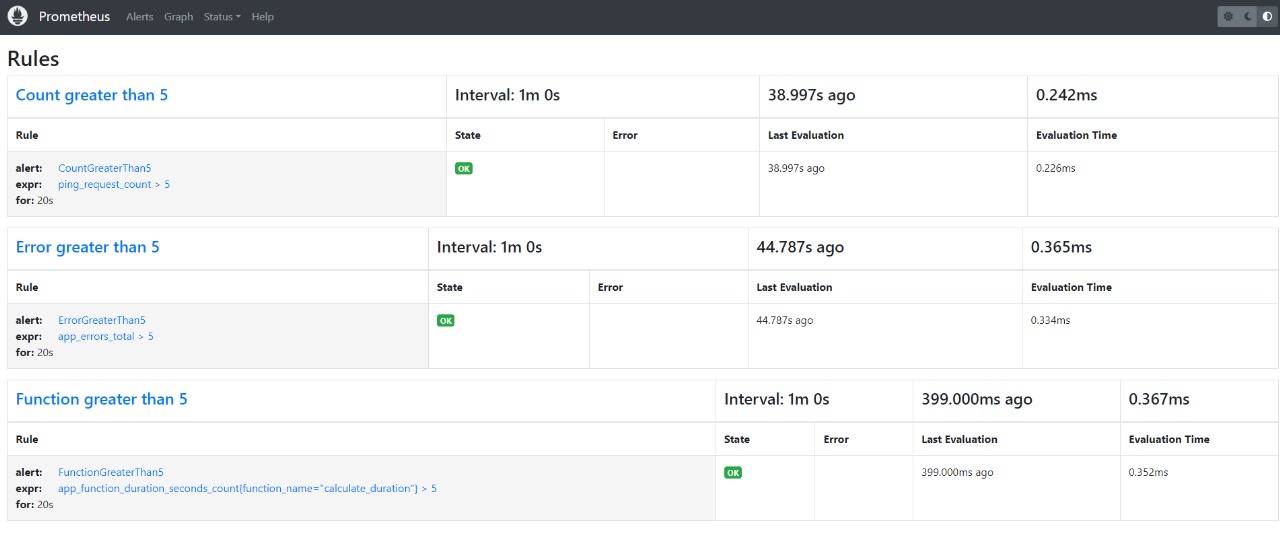 Prometheus Alerts Graph Status Help
Rules
Count greater than 5 Interval: 1m 0s 38.997s ago 0.242ms
Rule State Error Last Evaluation Evaluation Time
alert: CountGreaterThan5 OK 38.997s ago 0.226ms
expr: ping_request_count > 5
for: 20s
Error greater than 5 Interval: 1m 0s 44.787s ago 0.365ms
Rule State Error Last Evaluation Evaluation Time
alert: ErrorGreaterThan5 OK 44.787s ago 0.334ms
expr: app_errors_total > 5
for: 20s
Function greater than 5 Interval: 1m 0s 399.000ms ago 0.367ms
Rule State Error Last Evaluation Evaluation Time
alert: FunctionGreaterThan5 OK 399.000ms ago 0.352ms
expr: app_function_duration_seconds_count{function_name="calculate_duration"} > 5
for: 20s